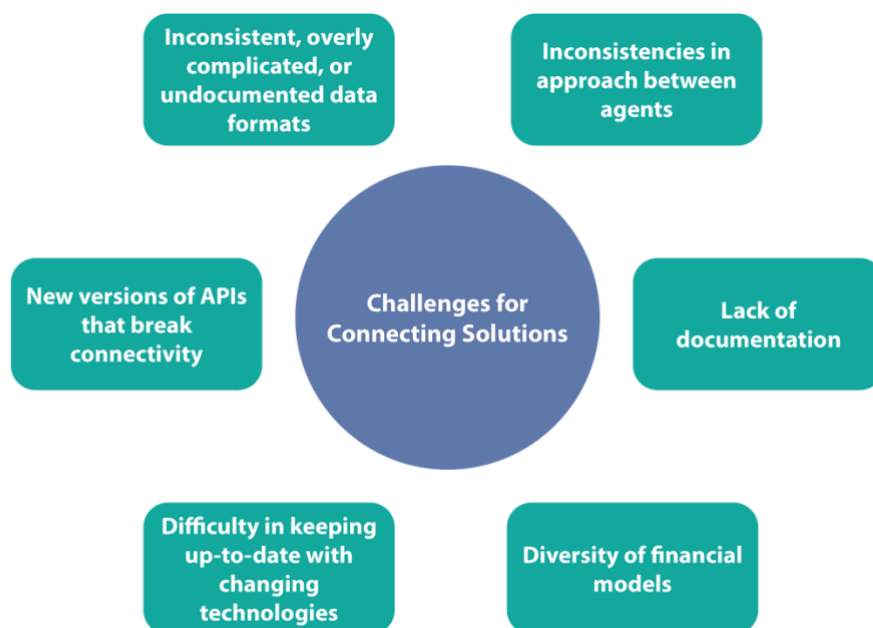 Inconsistent, overly
complicated, or
undocumented data
formats
Inconsistencies in
approach between
agents
New versions of APIs
that break
connectivity
Challenges for
Connecting Solutions
Lack of
documentation
Difficulty in keeping
up-to-date with
changing
technologies
Diversity of financial
models